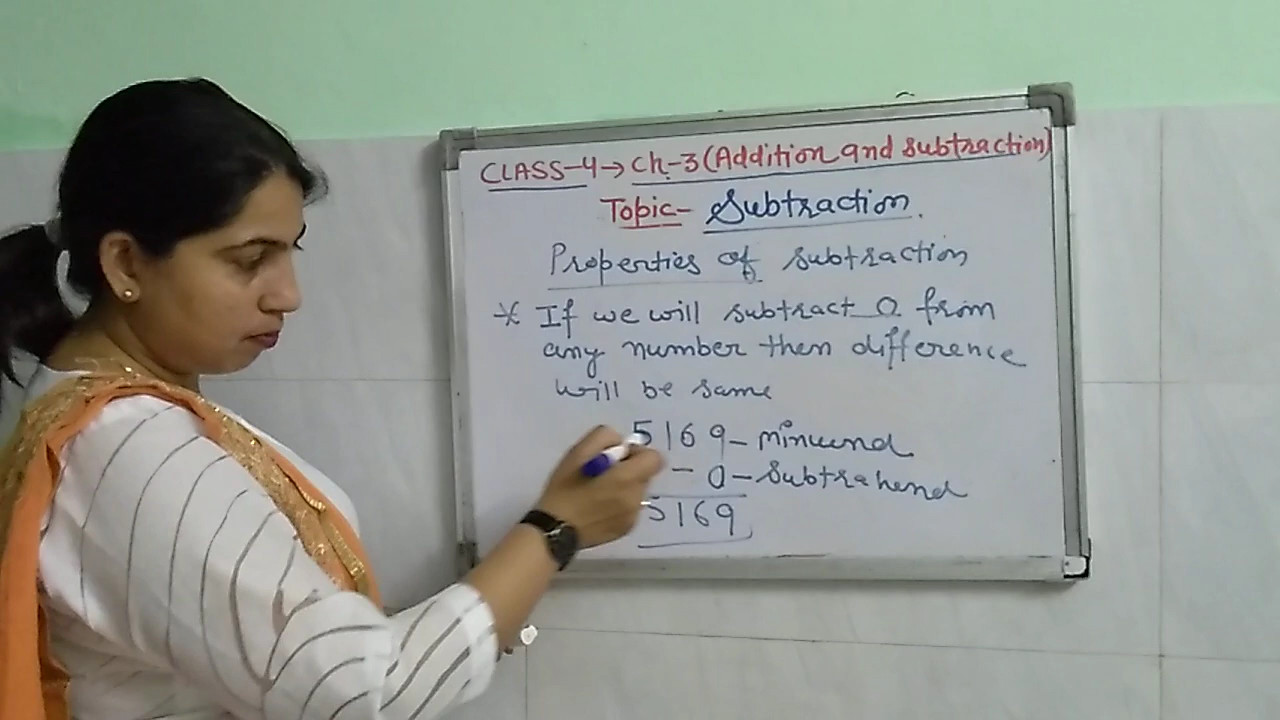 CLASS-4→Ch-3(Addition and subtraction)
Topic- Subtraction.
Properties of subtraction
* If we will subtract 0 from
any number then difference
will be same
5169-minuend
- 0-Subtrahend
5169